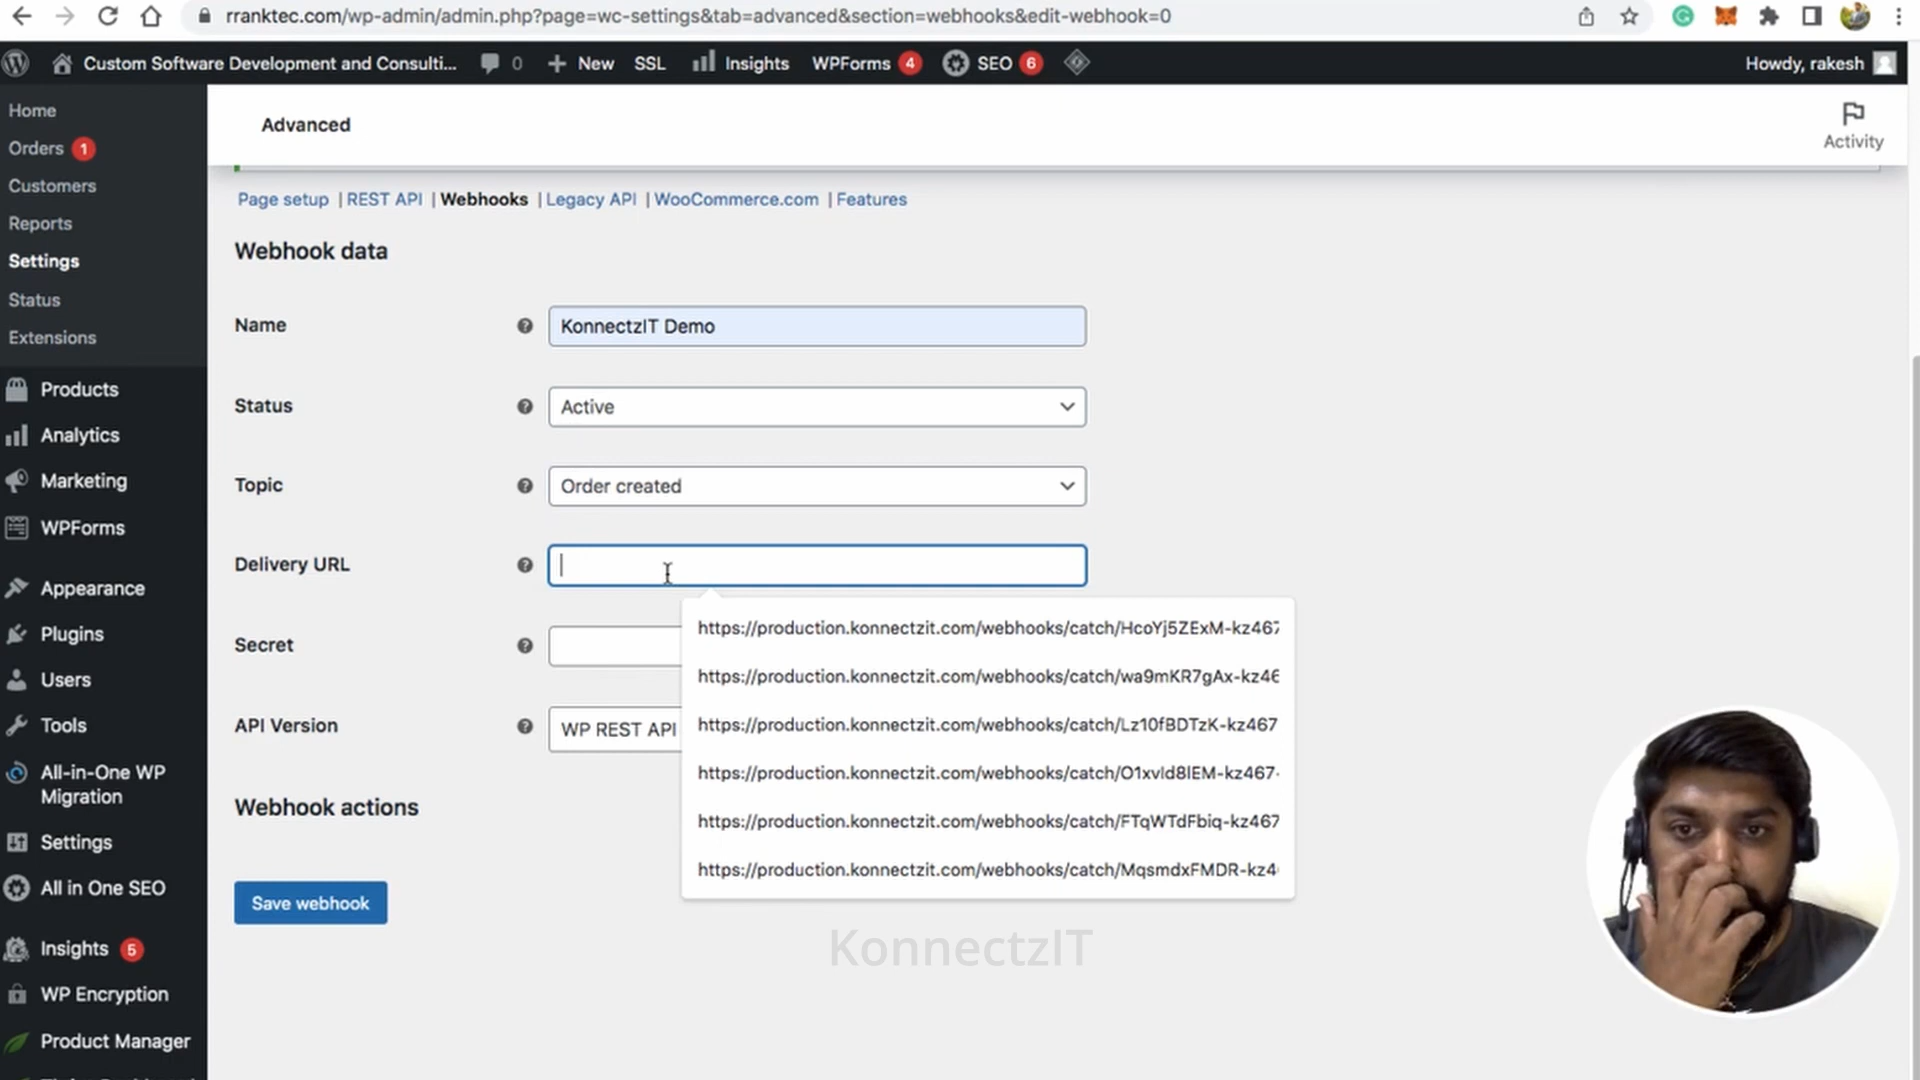 rranktec.com/wp-admin/admin.php?page=wc-settings&tab=advanced&section=webhooks&edit-webhook=0
Custom Software Development and Consulti... 0 New SSL Insights WPForms 4 SEO 6 Howdy, rakesh
Home
Orders 1
Customers
Reports
Settings
Status
Extensions
Products
Analytics
Marketing
WPForms
Appearance
Plugins
Users
Tools
All-in-One WP
Migration
Settings
All in One SEO
Insights 5
WP Encryption
Product Manager
Advanced
Activity
Page setup | REST API | Webhooks | Legacy API | WooCommerce.com | Features
Webhook data
Name KonnectzIT Demo
Status Active
Topic Order created
Delivery URL
https://production.konnectzit.com/webhooks/catch/HcoYj5ZExM-kz467
https://production.konnectzit.com/webhooks/catch/wa9mKR7gAx-kz46
https://production.konnectzit.com/webhooks/catch/Lz10fBDTzK-kz467
https://production.konnectzit.com/webhooks/catch/O1xvld8lEM-kz467-
https://production.konnectzit.com/webhooks/catch/FTqWTdFbiq-kz467
https://production.konnectzit.com/webhooks/catch/MqsmdxFMDR-kz4
Secret
API Version WP REST API
Webhook actions
Save webhook
KonnectzIT